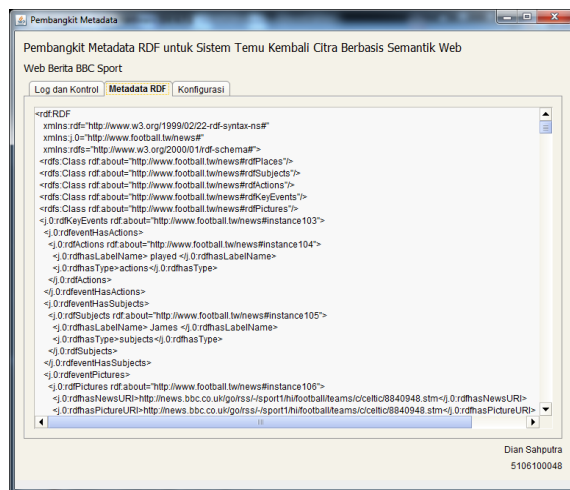 Pembangkit Metadata
Pembangkit Metadata RDF untuk Sistem Temu Kembali Citra Berbasis Semantik Web
Web Berita BBC Sport
Log dan Kontrol Metadata RDF Konfigurasi
<rdf:RDF
xmlns:rdf="http://www.w3.org/1999/02/22-rdf-syntax-ns#"
xmlns:j.0="http://www.football.tw/news#"
xmlns:rdfs="http://www.w3.org/2000/01/rdf-schema#">
<rdfs:Class rdf:about="http://www.football.tw/news#rdfPlaces"/>
<rdfs:Class rdf:about="http://www.football.tw/news#rdfSubjects"/>
<rdfs:Class rdf:about="http://www.football.tw/news#rdfActions"/>
<rdfs:Class rdf:about="http://www.football.tw/news#rdfKeyEvents"/>
<rdfs:Class rdf:about="http://www.football.tw/news#rdfPictures"/>
<j.0:rdfKeyEvents rdf:about="http://www.football.tw/news#instance103">
<j.0:rdfeventHasActions>
<j.0:rdfActions rdf:about="http://www.football.tw/news#instance104">
<j.0:rdfhasLabelName> played </j.0:rdfhasLabelName>
<j.0:rdfhasType>actions</j.0:rdfhasType>
</j.0:rdfActions>
</j.0:rdfeventHasActions>
<j.0:rdfeventHasSubjects>
<j.0:rdfSubjects rdf:about="http://www.football.tw/news#instance105">
<j.0:rdfhasLabelName> James </j.0:rdfhasLabelName>
<j.0:rdfhasType>subjects</j.0:rdfhasType>
</j.0:rdfSubjects>
</j.0:rdfeventHasSubjects>
<j.0:rdfeventPictures>
<j.0:rdfPictures rdf:about="http://www.football.tw/news#instance106">
<j.0:rdfhasNewsURI>http://news.bbc.co.uk/go/rss/-/sport1/hi/football/teams/c/celtic/8840948.stm</j.0:rdfhasNewsURI>
<j.0:rdfhasPictureURI>http://news.bbc.co.uk/go/rss/-/sport1/hi/football/teams/c/celtic/8840948.stm</j.0:rdfhasPictureURI>
Dian Sahputra
5106100048